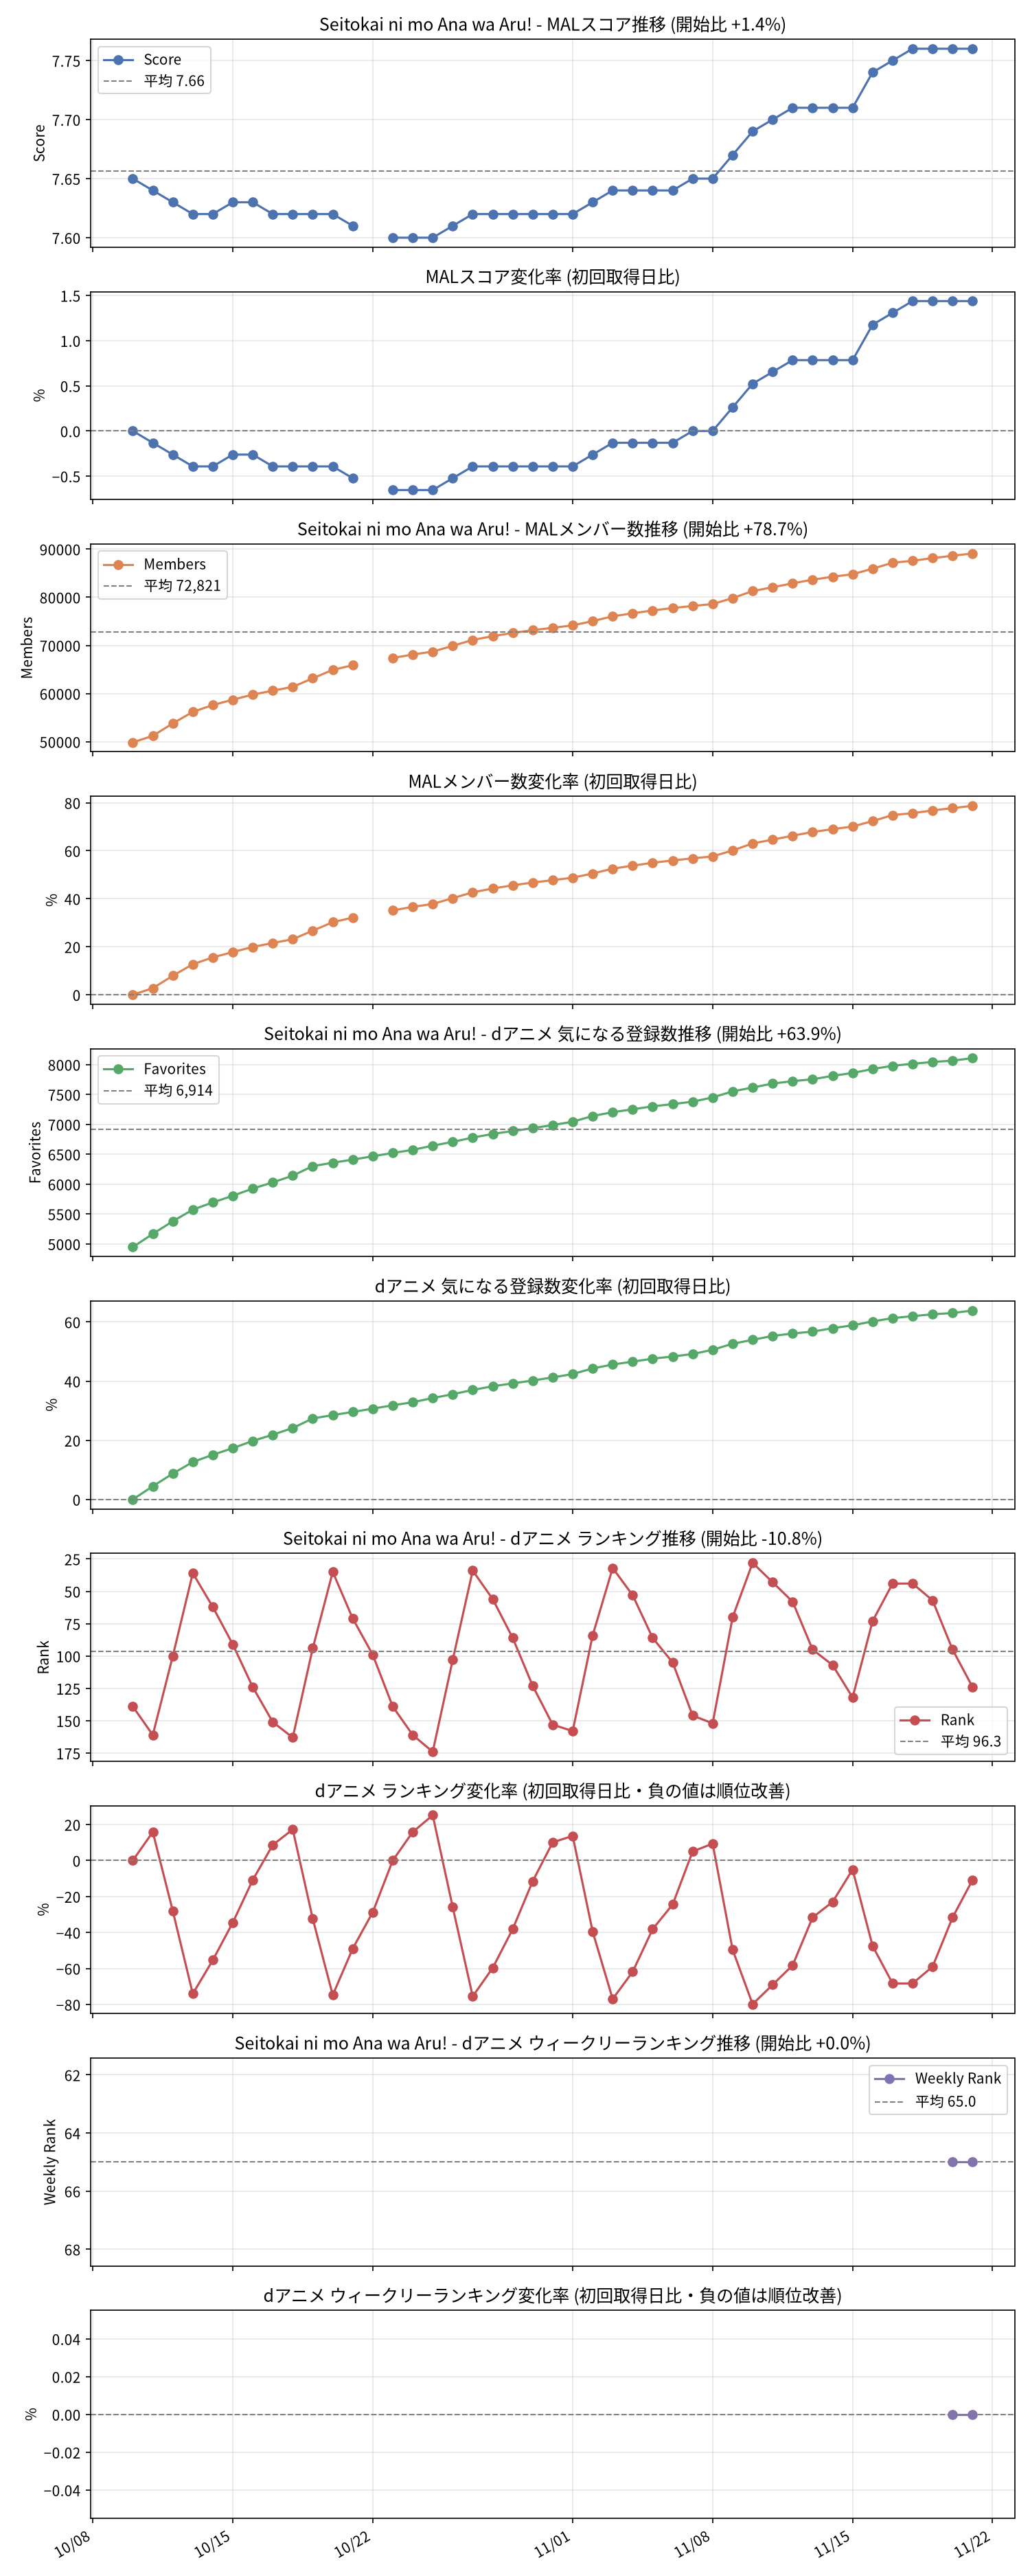 Seitokai ni mo Ana wa Aru! - MALスコア推移 (開始比 +1.4%)
Score
平均 7.66
7.75
7.70
7.65
7.60
Score
MALスコア変化率 (初回取得日比)
1.5
1.0
0.5
0.0
−0.5
%
Seitokai ni mo Ana wa Aru! - MALメンバー数推移 (開始比 +78.7%)
Members
平均 72,821
90000
80000
70000
60000
50000
Members
MALメンバー数変化率 (初回取得日比)
80
60
40
20
0
%
Seitokai ni mo Ana wa Aru! - dアニメ 気になる登録数推移 (開始比 +63.9%)
Favorites
平均 6,914
8000
7500
7000
6500
6000
5500
5000
Favorites
dアニメ 気になる登録数変化率 (初回取得日比)
60
40
20
0
%
Seitokai ni mo Ana wa Aru! - dアニメ ランキング推移 (開始比 -10.8%)
25
50
75
100
125
150
175
Rank
Rank
平均 96.3
dアニメ ランキング変化率 (初回取得日比・負の値は順位改善)
20
0
−20
−40
−60
−80
%
Seitokai ni mo Ana wa Aru! - dアニメ ウィークリーランキング推移 (開始比 +0.0%)
Weekly Rank
平均 65.0
62
64
66
68
Weekly Rank
dアニメ ウィークリーランキング変化率 (初回取得日比・負の値は順位改善)
0.04
0.02
0.00
−0.02
−0.04
%
10/08
10/15
10/22
11/01
11/08
11/15
11/22